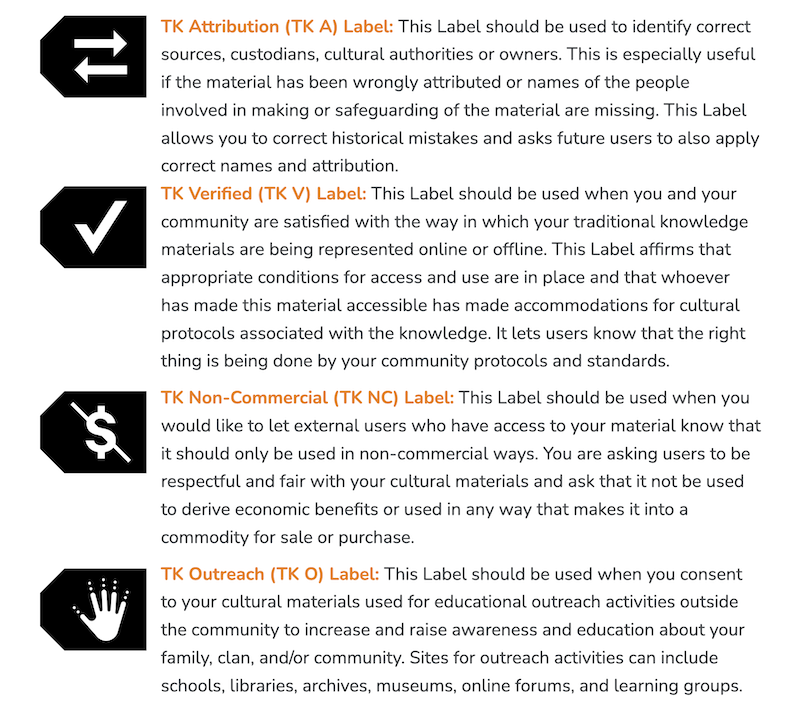 TK Attribution (TK A) Label: This Label should be used to identify correct
sources, custodians, cultural authorities or owners. This is especially useful
if the material has been wrongly attributed or names of the people
involved in making or safeguarding of the material are missing. This Label
allows you to correct historical mistakes and asks future users to also apply
correct names and attribution.
TK Verified (TK V) Label: This Label should be used when you and your
community are satisfied with the way in which your traditional knowledge
materials are being represented online or offline. This Label affirms that
appropriate conditions for access and use are in place and that whoever
has made this material accessible has made accommodations for cultural
protocols associated with the knowledge. It lets users know that the right
thing is being done by your community protocols and standards.
TK Non-Commercial (TK NC) Label: This Label should be used when you
would like to let external users who have access to your material know that
it should only be used in non-commercial ways. You are asking users to be
respectful and fair with your cultural materials and ask that it not be used
to derive economic benefits or used in any way that makes it into a
commodity for sale or purchase.
TK Outreach (TK O) Label: This Label should be used when you consent
to your cultural materials used for educational outreach activities outside
the community to increase and raise awareness and education about your
family, clan, and/or community. Sites for outreach activities can include
schools, libraries, archives, museums, online forums, and learning groups.